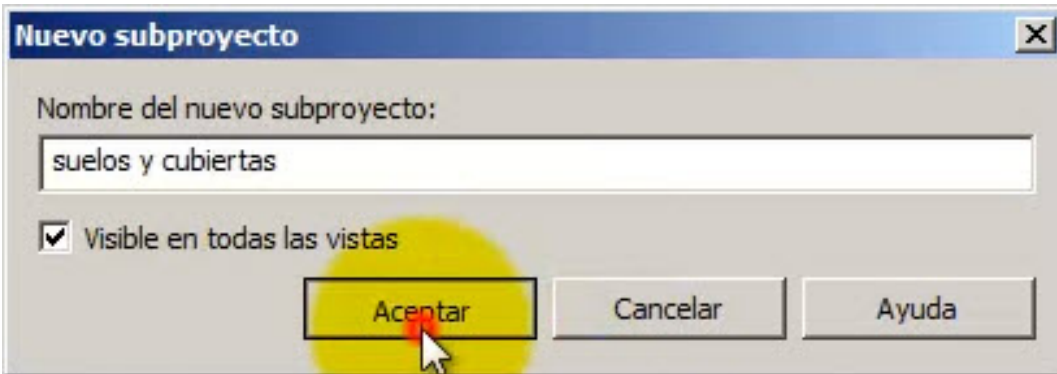 Nuevo subproyecto
Nombre del nuevo subproyecto:
suelos y cubiertas
Visible en todas las vistas
Aceptar Cancelar Ayuda